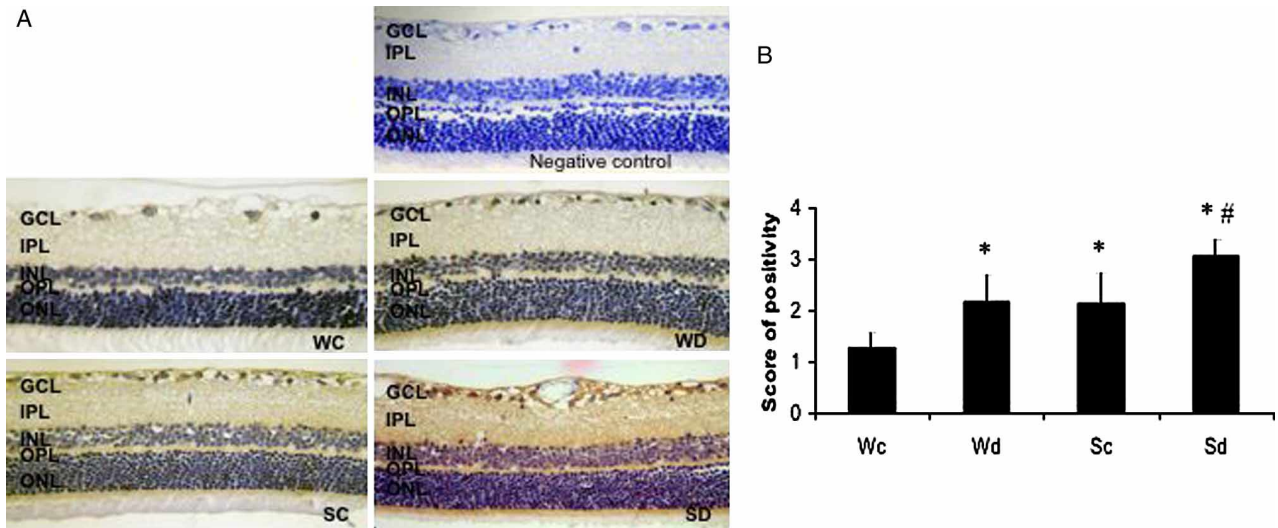 A
GCL
IPL
INL
OPL
ONL
Negative control
GCL
IPL
INL
OPL
ONL
WC
GCL
IPL
INL
OPL
ONL
WD
GCL
IPL
INL
OPL
ONL
SC
GCL
IPL
INL
OPL
ONL
SD
B
Score of positivity
4
3
2
1
0
*
*
* #
Wc Wd Sc Sd